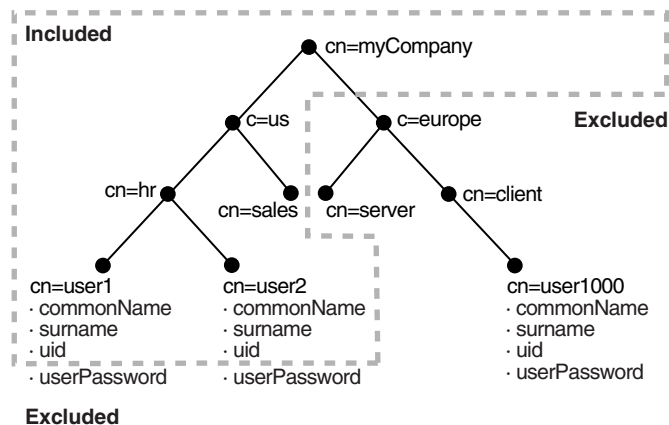 Included
cn=myCompany
c=us
c=europe
Excluded
cn=hr
cn=sales
cn=server
cn=client
cn=user1
· commonName
· surname
· uid
· userPassword
cn=user2
· commonName
· surname
· uid
· userPassword
cn=user1000
· commonName
· surname
· uid
· userPassword
Excluded